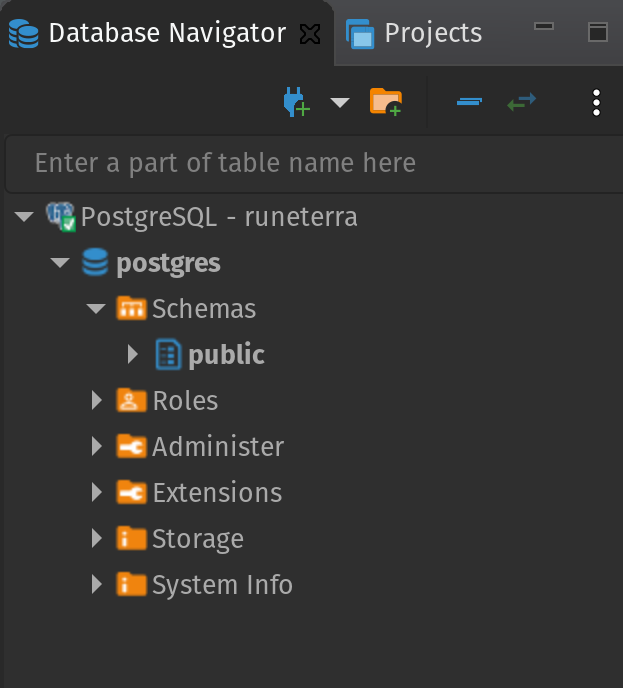 Database Navigator Projects
Enter a part of table name here
PostgreSQL - runeterra
postgres
Schemas
public
Roles
Administer
Extensions
Storage
System Info